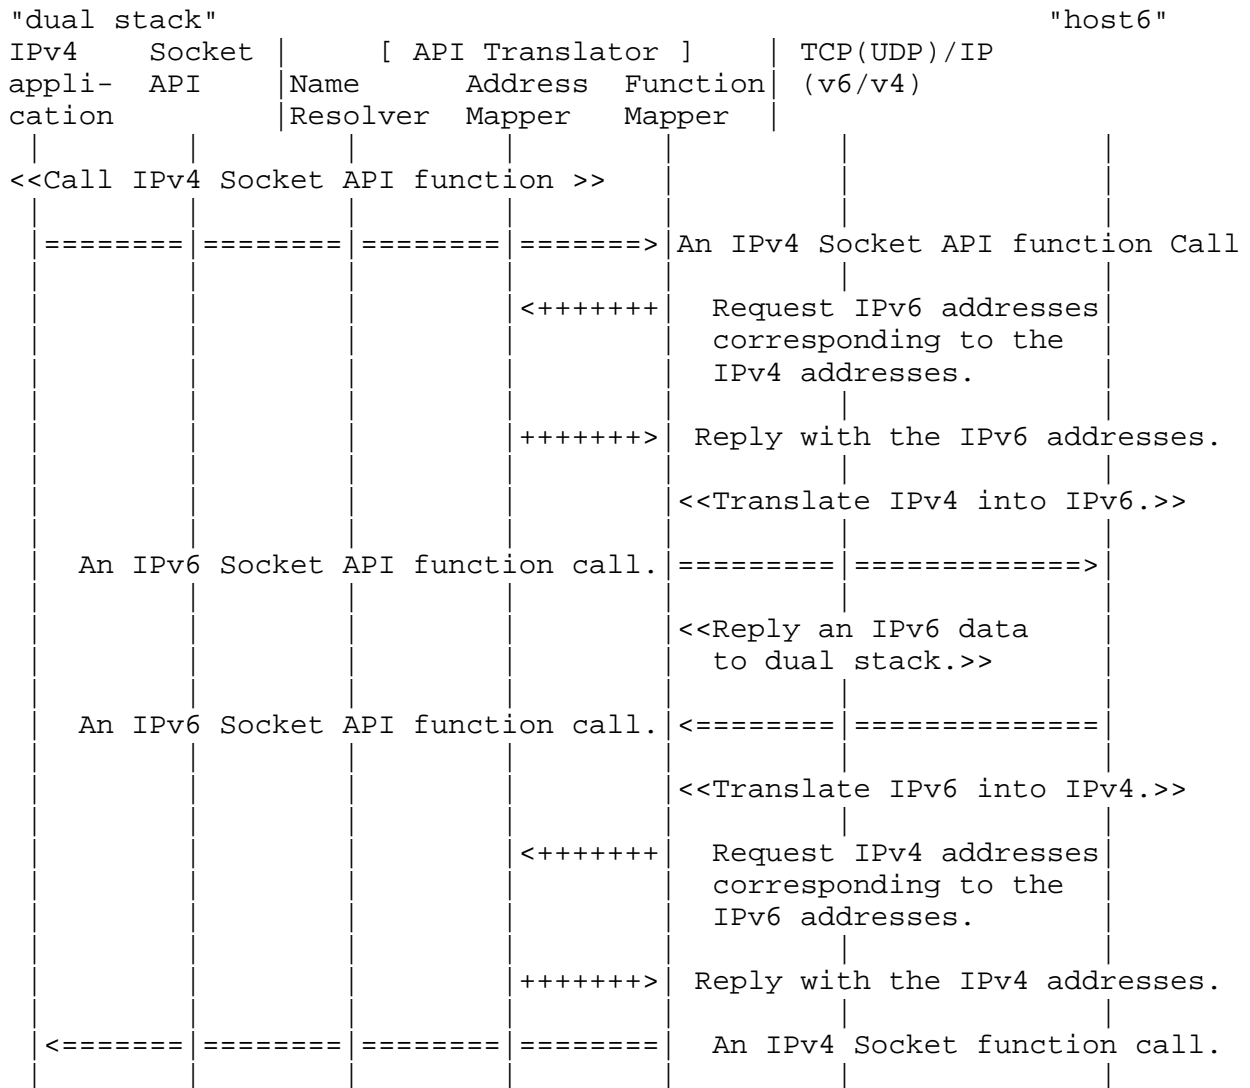 "dual stack" "host6"
IPv4 Socket | [ API Translator ] | TCP(UDP)/IP
appli- API |Name Address Function| (v6/v4)
cation |Resolver Mapper Mapper |
<<Call IPv4 Socket API function >>
|========|========|========|=======>|An IPv4 Socket API function Call
|<+++++++| Request IPv6 addresses
corresponding to the
IPv4 addresses.
|+++++++>| Reply with the IPv6 addresses.
|<<Translate IPv4 into IPv6.>>
An IPv6 Socket API function call.|=========|=============>|
|<<Reply an IPv6 data
to dual stack.>>
An IPv6 Socket API function call.|<========|==============|
|<<Translate IPv6 into IPv4.>>
|<+++++++| Request IPv4 addresses
corresponding to the
IPv6 addresses.
|+++++++>| Reply with the IPv4 addresses.
|<=======|========|========|========| An IPv4 Socket function call.